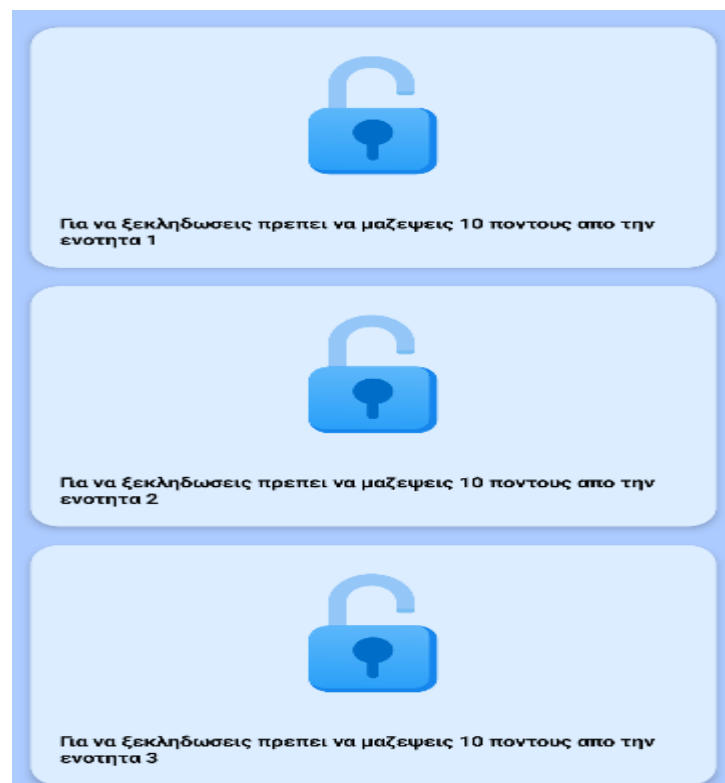 Για να ξεκληδωσεις πρεπει να μαζεψεις 10 ποντους απο την
ενοτητα 1
Για να ξεκληδωσεις πρεπει να μαζεψεις 10 ποντους απο την
ενοτητα 2
Για να ξεκληδωσεις πρεπει να μαζεψεις 10 ποντους απο την
ενοτητα 3